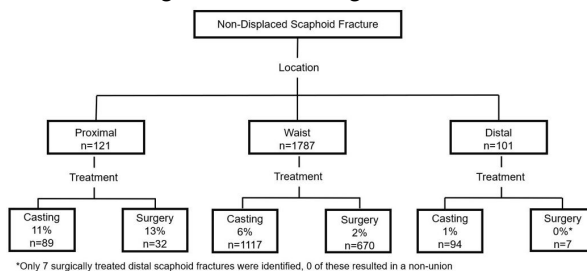 Non-Displaced Scaphoid Fracture
Location
Proximal
n=121
Waist
n=1787
Distal
n=101
Treatment
Treatment
Treatment
Casting
11%
n=89
Surgery
13%
n=32
Casting
6%
n=1117
Surgery
2%
n=670
Casting
1%
n=94
Surgery
0%*
n=7
*Only 7 surgically treated distal scaphoid fractures were identified, 0 of these resulted in a non-union